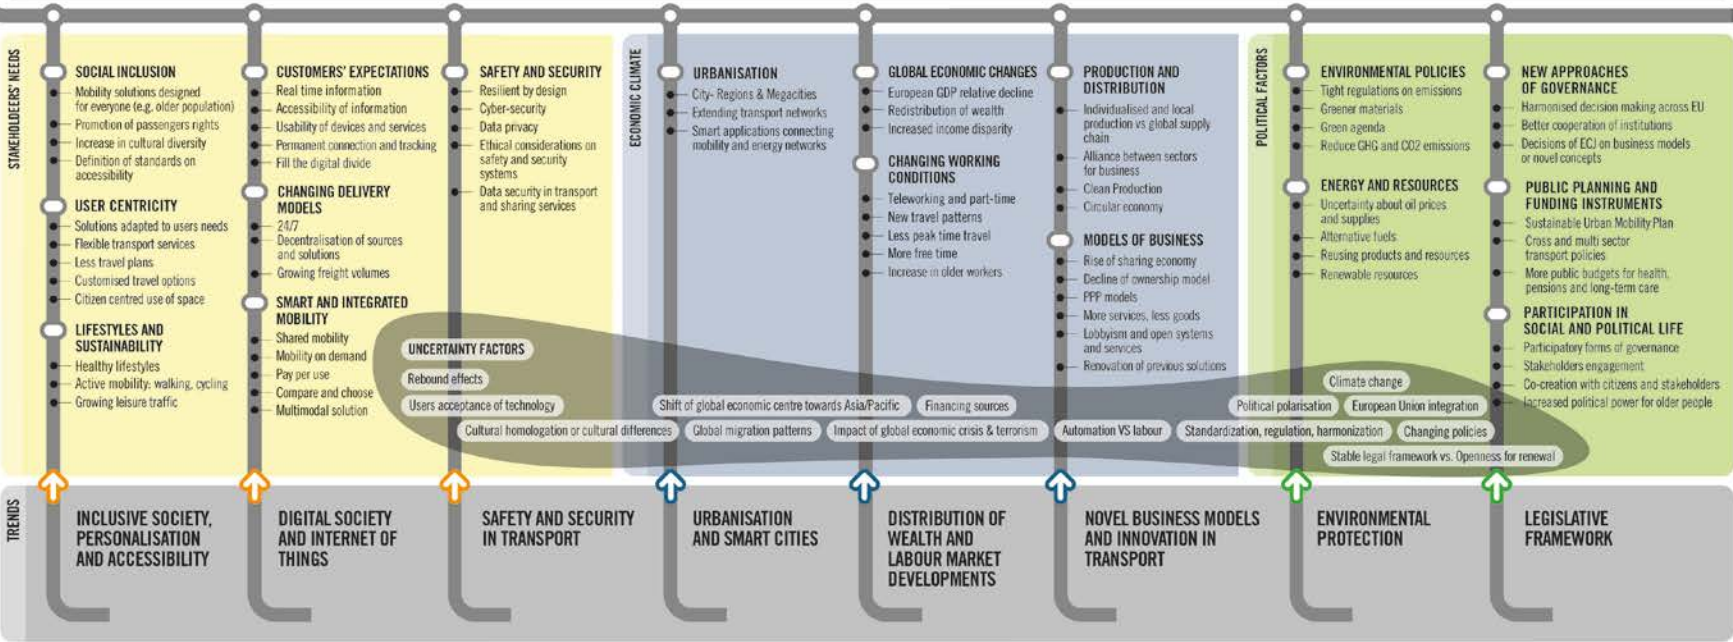 STAKEHOLDERS' NEEDS
SOCIAL INCLUSION
Mobility solutions designed
for everyone (e.g. older population)
Promotion of passengers rights
Increase in cultural diversity
Definition of standards on
accessibility
USER CENTRICITY
Solutions adapted to users needs
Flexible transport services
Less travel plans
Customised travel options
Citizen centred use of space
LIFESTYLES AND
SUSTAINABILITY
Healthy lifestyles
Active mobility: walking, cycling
Growing leisure traffic
CUSTOMERS' EXPECTATIONS
Real time information
Accessibility of information
Usability of devices and services
Permanent connection and tracking
Fill the digital divide
CHANGING DELIVERY
MODELS
24/7
Decentralisation of sources
and solutions
Growing freight volumes
SMART AND INTEGRATED
MOBILITY
Shared mobility
Mobility on demand
Pay per use
Compare and choose
Multimodal solution
SAFETY AND SECURITY
Resilient by design
Cyber-security
Data privacy
Ethical considerations on
safety and security
systems
Data security in transport
and sharing services
ECONOMIC CLIMATE
URBANISATION
City- Regions & Megacities
Extending transport networks
Smart applications connecting
mobility and energy networks
GLOBAL ECONOMIC CHANGES
European GDP relative decline
Redistribution of wealth
Increased income disparity
CHANGING WORKING
CONDITIONS
Teleworking and part-time
New travel patterns
Less peak time travel
More free time
Increase in older workers
PRODUCTION AND
DISTRIBUTION
Individualised and local
production vs global supply
chain
Alliance between sectors
for business
Clean Production
Circular economy
MODELS OF BUSINESS
Rise of sharing economy
Decline of ownership model
PPP models
More services, less goods
Lobbyism and open systems
and services
Renovation of previous solutions
POLITICAL FACTORS
ENVIRONMENTAL POLICIES
Tight regulations on emissions
Greener materials
Green agenda
Reduce GHG and CO2 emissions
ENERGY AND RESOURCES
Uncertainty about oil prices
and supplies
Alternative fuels
Reusing products and resources
Renewable resources
NEW APPROACHES
OF GOVERNANCE
Harmonised decision making across EU
Better cooperation of institutions
Decisions of ECJ on business models
or novel concepts
PUBLIC PLANNING AND
FUNDING INSTRUMENTS
Sustainable Urban Mobility Plan
Cross and multi sector
transport policies
More public budgets for health,
pensions and long-term care
PARTICIPATION IN
SOCIAL AND POLITICAL LIFE
Participatory forms of governance
Stakeholders engagement
Co-creation with citizens and stakeholders
Increased political power for older people
UNCERTAINTY FACTORS
Rebound effects
Users acceptance of technology
Cultural homologation or cultural differences
Shift of global economic centre towards Asia/Pacific
Financing sources
Global migration patterns
Impact of global economic crisis & terrorism
Automation VS labour
Climate change
Political polarisation
European Union integration
Standardization, regulation, harmonization
Changing policies
Stable legal framework vs. Openness for renewal
TRENDS
INCLUSIVE SOCIETY,
PERSONALISATION
AND ACCESSIBILITY
DIGITAL SOCIETY
AND INTERNET OF
THINGS
SAFETY AND SECURITY
IN TRANSPORT
URBANISATION
AND SMART CITIES
DISTRIBUTION OF
WEALTH AND
LABOUR MARKET
DEVELOPMENTS
NOVEL BUSINESS MODELS
AND INNOVATION IN
TRANSPORT
ENVIRONMENTAL
PROTECTION
LEGISLATIVE
FRAMEWORK